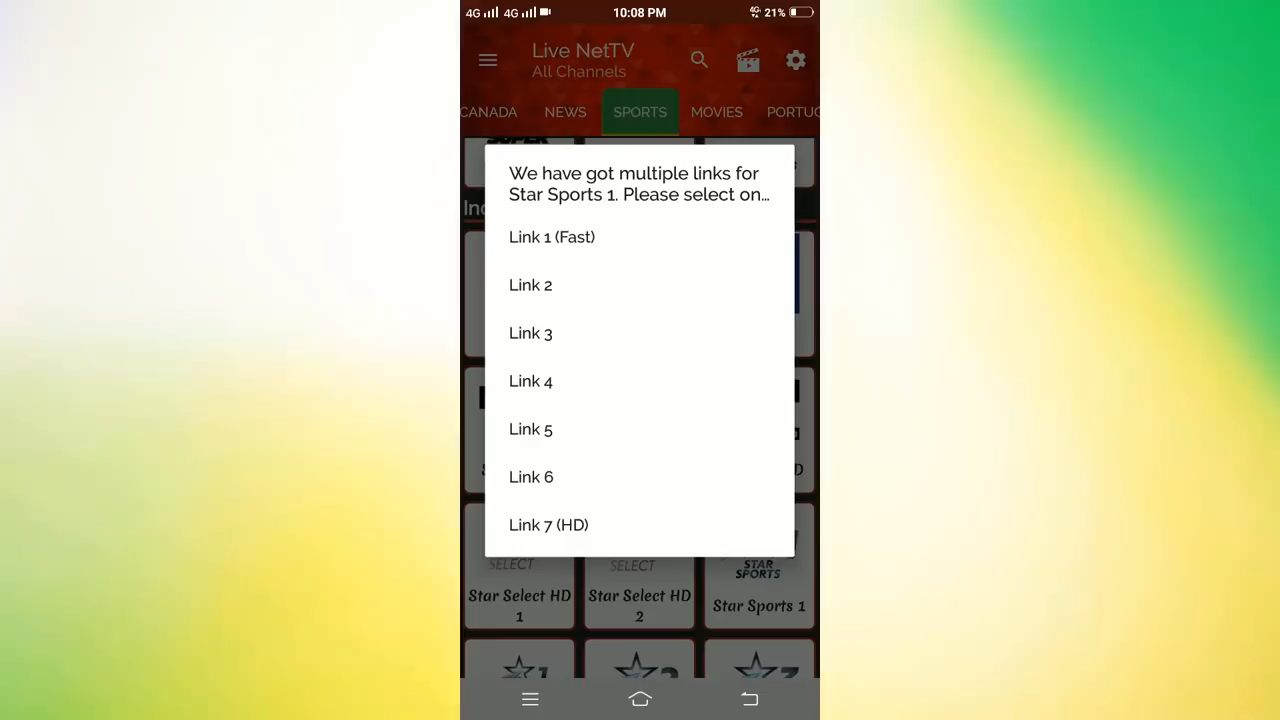 4G 4G 10:08 PM 4G 21%
Live NetTV
All Channels
CANADA NEWS SPORTS MOVIES PORTUG
We have got multiple links for
Star Sports 1. Please select on...
Link 1 (Fast)
Link 2
Link 3
Link 4
Link 5
Link 6
Link 7 (HD)
SELECT SELECT STAR
SPORTS
Star Select HD
1
Star Select HD
2
Star Sports 1